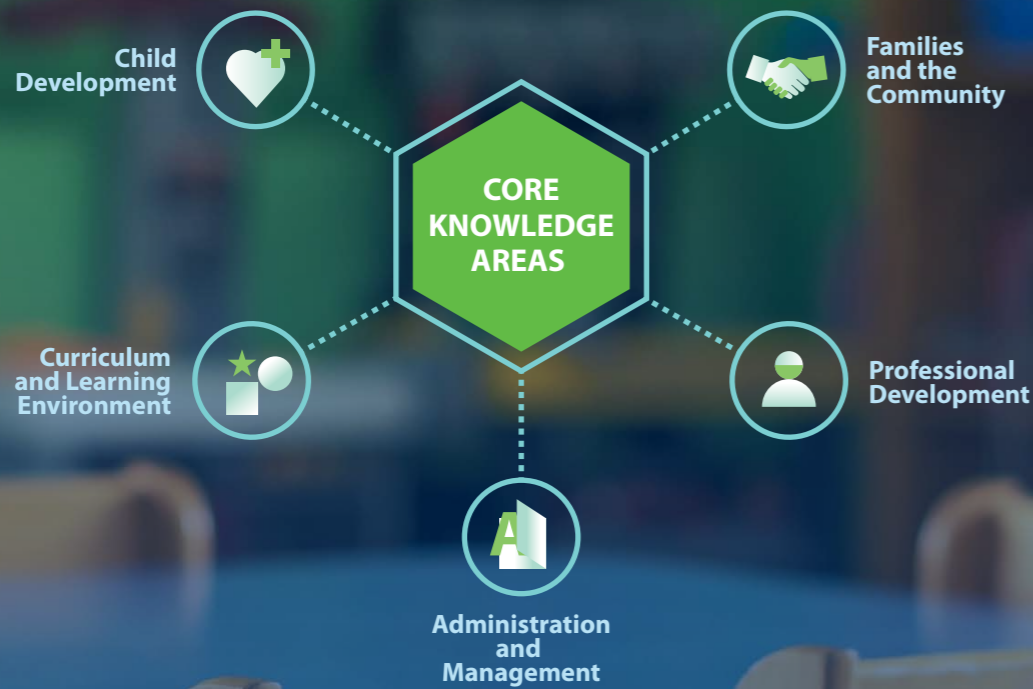 Child
Development
Families
and the
Community
CORE
KNOWLEDGE
AREAS
Curriculum
and Learning
Environment
Professional
Development
A
Administration
and
Management